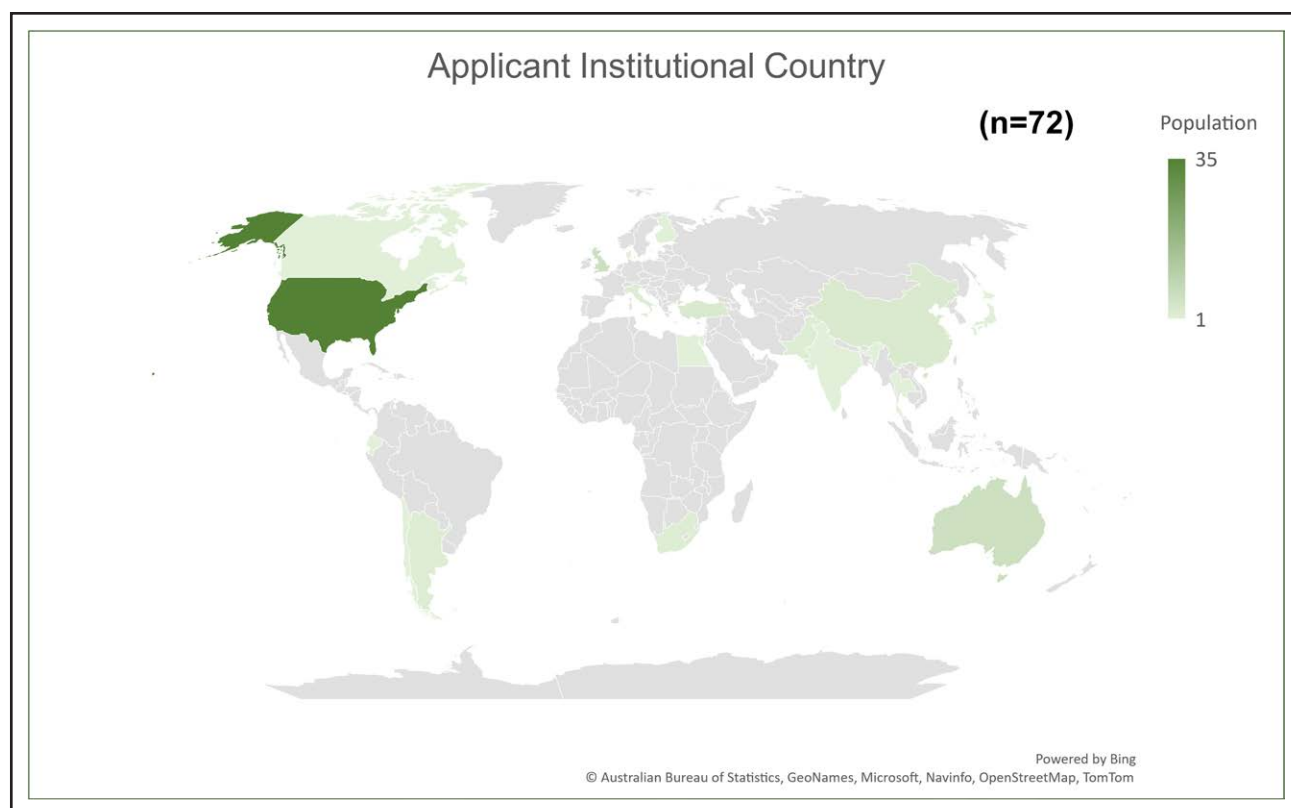 Applicant Institutional Country
(n=72)
Population
35
1
Powered by Bing
© Australian Bureau of Statistics, GeoNames, Microsoft, Navinfo, OpenStreetMap, TomTom